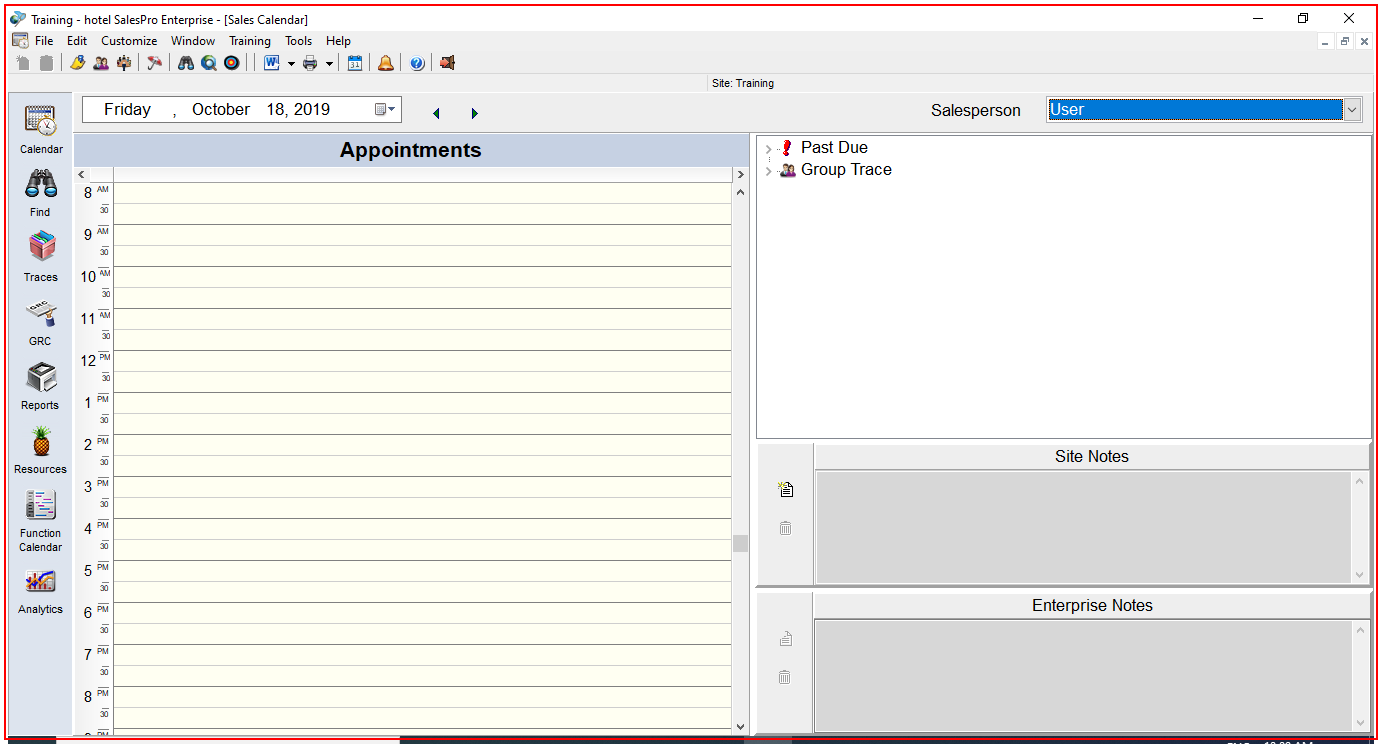 Training - hotel SalesPro Enterprise - [Sales Calendar]
File Edit Customize Window Training Tools Help
Site: Training
Friday , October 18, 2019
Salesperson User
Calendar
Find
Traces
GRC
Reports
Resources
Function
Calendar
Analytics
Appointments
8 AM
30
9 AM
30
10 AM
30
11 AM
30
12 PM
30
1 PM
30
2 PM
30
3 PM
30
4 PM
30
5 PM
30
6 PM
30
7 PM
30
8 PM
30
PM
Past Due
Group Trace
Site Notes
Enterprise Notes